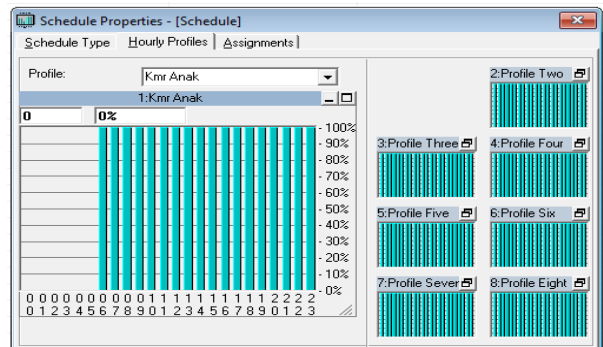 Schedule Properties - [Schedule]
Schedule Type Hourly Profiles Assignments
Profile: Kmr Anak
1:Kmr Anak
0 0%
100%
90%
80%
70%
60%
50%
40%
30%
20%
10%
0%
0 0 0 0 0 0 0 0 0 0 1 1 1 1 1 1 1 1 1 1 2 2 2 2
0 1 2 3 4 5 6 7 8 9 0 1 2 3 4 5 6 7 8 9 0 1 2 3
2:Profile Two
3:Profile Three 4:Profile Four
5:Profile Five 6:Profile Six
7:Profile Sever 8:Profile Eight